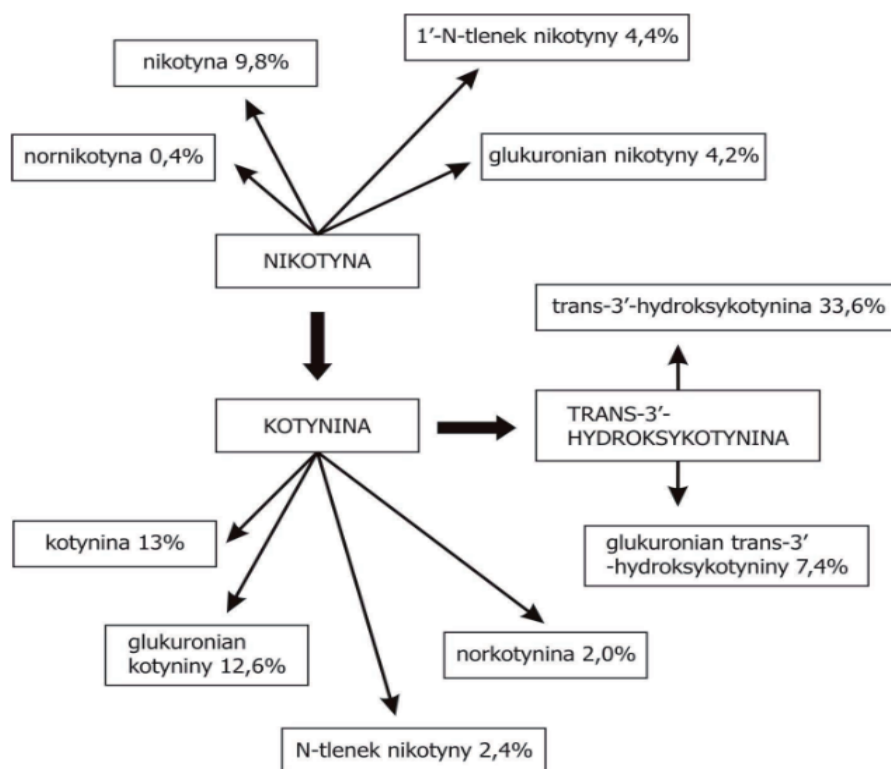 1′-N-tlenek nikotyny 4,4%
nikotyna 9,8%
nornikotyna 0,4%
glukuronian nikotyny 4,2%
NIKOTYNA
trans-3′-hydroksykotynina 33,6%
KOTYNINA
TRANS-3′-
HYDROKSYKOTYNINA
kotynina 13%
glukuronian trans-3′
-hydroksykotyniny 7,4%
glukuronian
kotyniny 12,6%
norkotynina 2,0%
N-tlenek nikotyny 2,4%